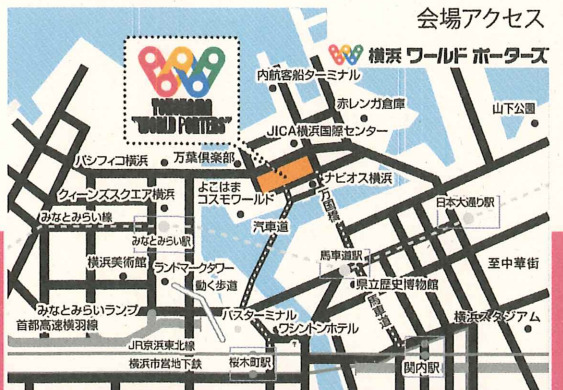 会場アクセス
横浜 ワールド ポーターズ
YOKOHAMA
"WORLD PORTERS"
内航客船ターミナル
赤レンガ倉庫
山下公園
JICA横浜国際センター
パシフィコ横浜
万葉倶楽部
ナビオス横浜
クィーンズスクエア横浜
よこはま
コスモワールド
万国橋
みなとみらい線
日本大通り駅
汽車道
みなとみらい駅
馬車道駅
横浜美術館
ランドマークタワー
県立歴史博物館
至中華街
動く歩道
馬車道
みなとみらいランプ
バスターミナル
横浜スタジアム
首都高速横羽線
ワシントンホテル
JR京浜東北線
横浜市営地下鉄
桜木町駅
関内駅